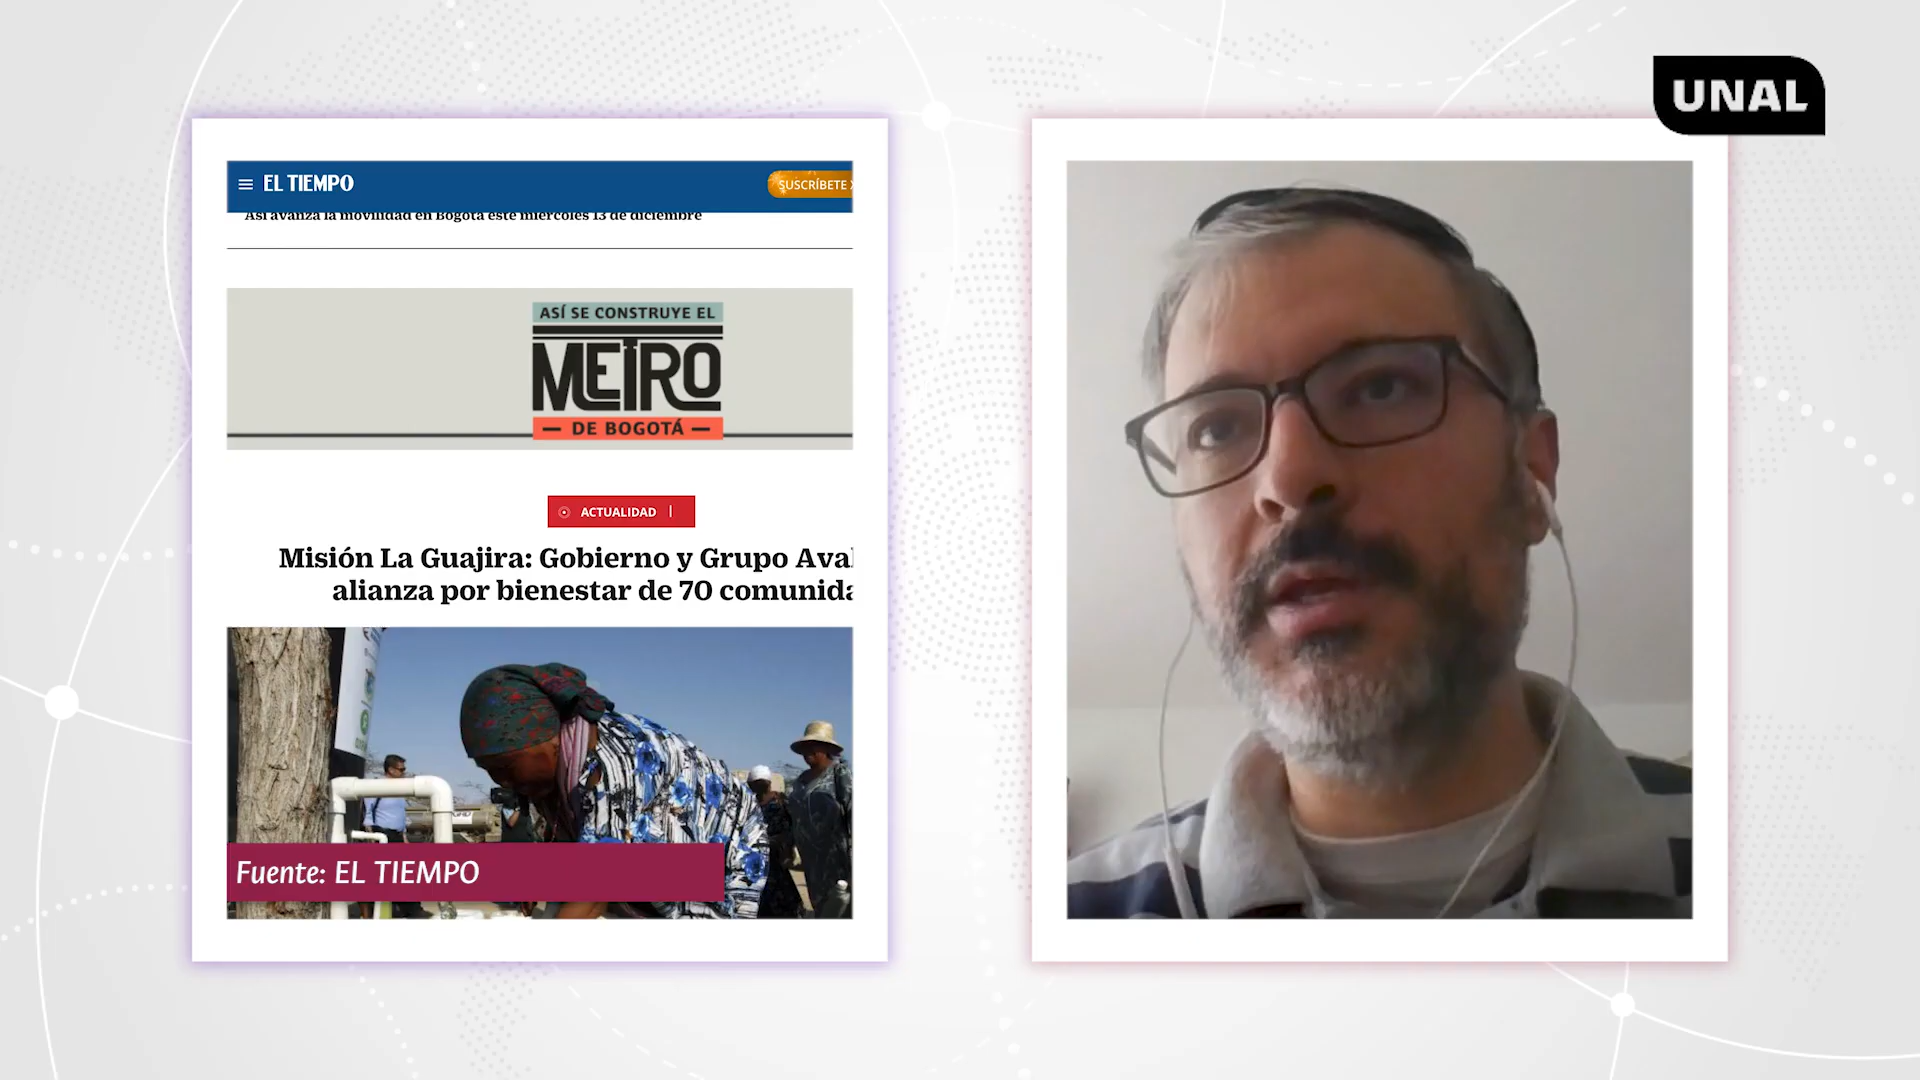 UNAL
EL TIEMPO
SUSCRÍBETE
Así avanza la movilidad en Bogotá este miércoles 13 de diciembre
ASÍ SE CONSTRUYE EL
METRO
— DE BOGOTÁ —
ACTUALIDAD |
Misión La Guajira: Gobierno y Grupo Aval
alianza por bienestar de 70 comunida
Fuente: EL TIEMPO